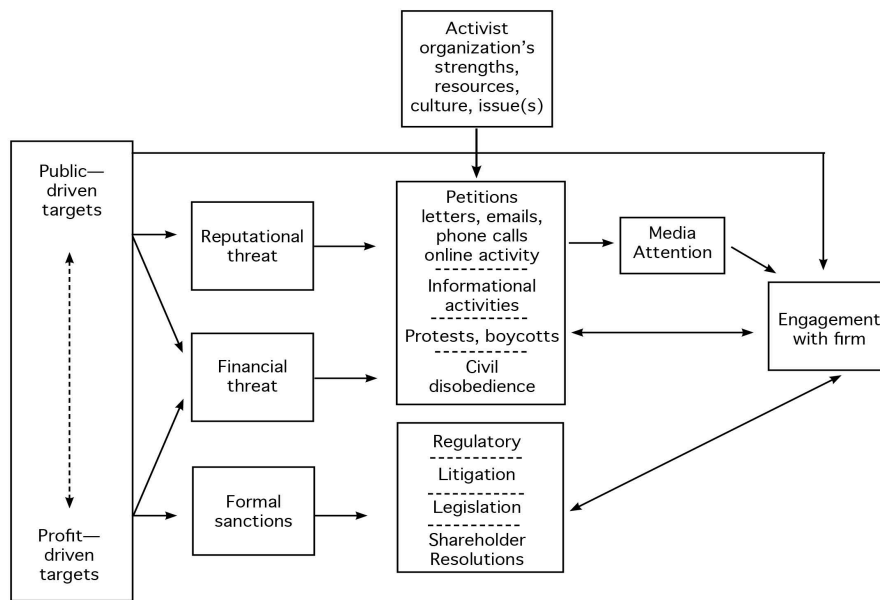 Activist
organization’s
strengths,
resources,
culture, issue(s)
Public—
driven
targets
Profit—
driven
targets
Reputational
threat
Financial
threat
Formal
sanctions
Petitions
letters, emails,
phone calls
online activity
Informational
activities
Protests, boycotts
Civil
disobedience
Regulatory
Litigation
Legislation
Shareholder
Resolutions
Media
Attention
Engagement
with firm